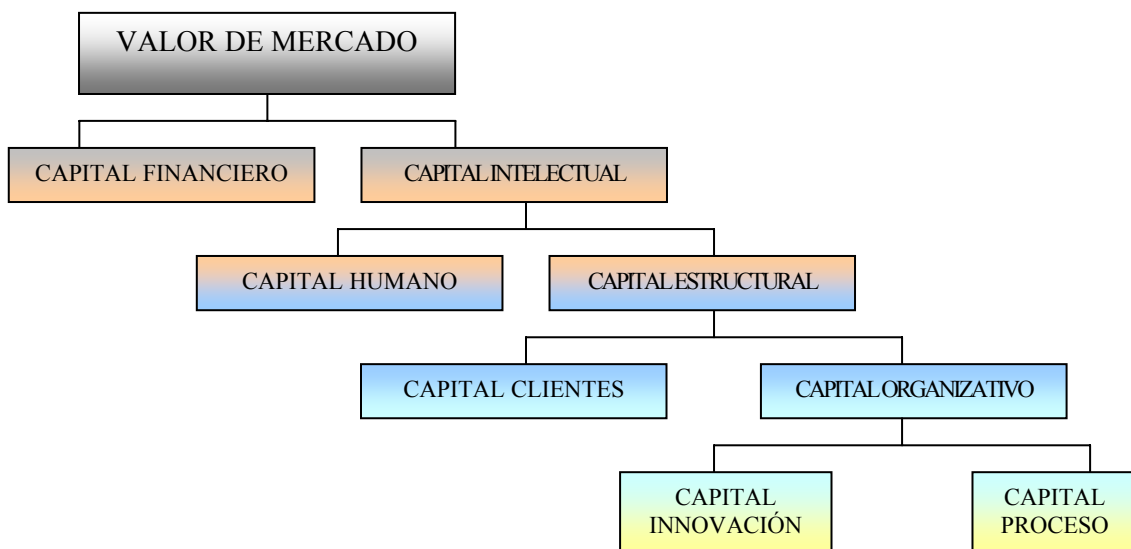 VALOR DE MERCADO
CAPITAL FINANCIERO
CAPITAL INTELECTUAL
CAPITAL HUMANO
CAPITAL ESTRUCTURAL
CAPITAL CLIENTES
CAPITAL ORGANIZATIVO
CAPITAL
INNOVACIÓN
CAPITAL
PROCESO